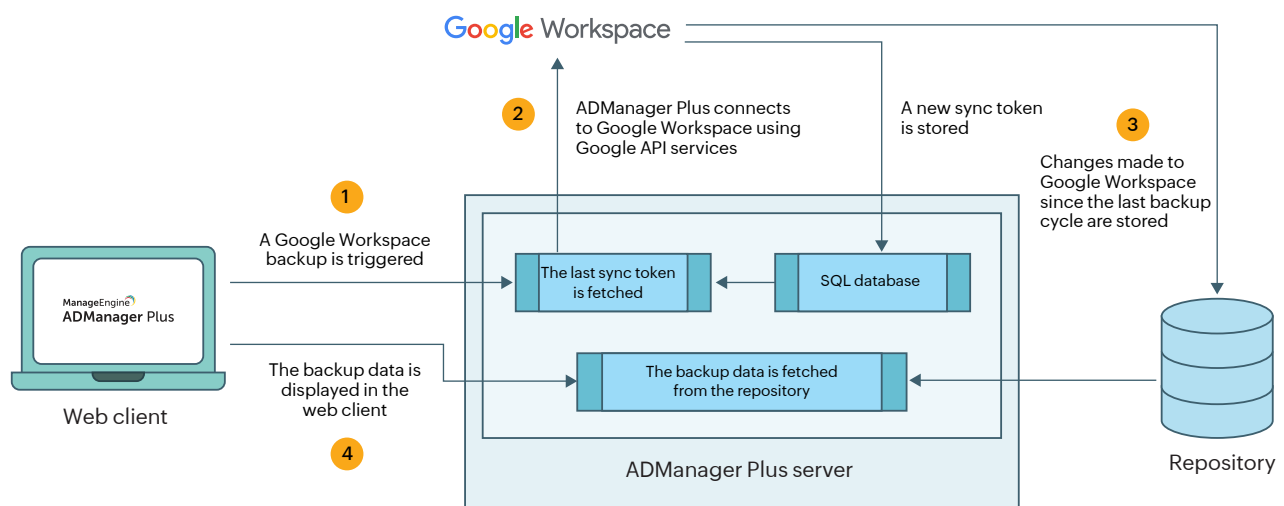 Google Workspace
2
ADManager Plus connects
to Google Workspace using
Google API services
A new sync token
is stored
3
Changes made to
Google Workspace
since the last backup
cycle are stored
1
A Google Workspace
backup is triggered
The last sync token
is fetched
SQL database
ManageEngine
ADManager Plus
The backup data is
displayed in the
web client
The backup data is fetched
from the repository
Web client
4
ADManager Plus server
Repository